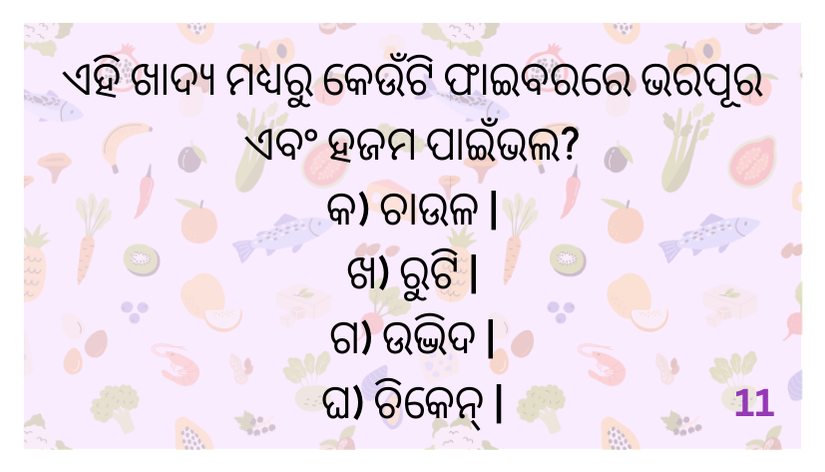 ଏହି ଖାଦ୍ୟ ମଧ୍ୟରୁ କେଉଁଟି ଫାଇବରରେ ଭରପୂର
ଏବଂ ହଜମ ପାଇଁଭଲ?
କ) ଚାଉଳ |
ଖ) ରୁଟି |
ଗ) ଉଦ୍ଭିଦ |
ଘ) ଚିକେନ୍ |
11